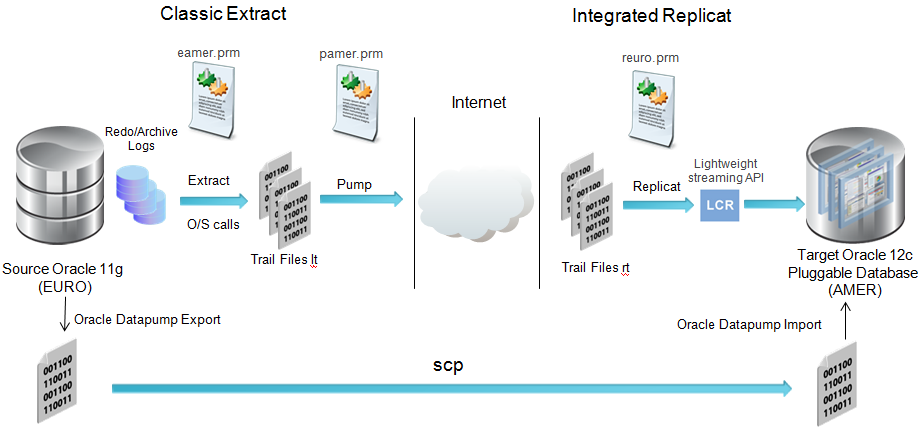 Classic Extract
Integrated Replicat
eamer.prm
pamer.prm
reuro.prm
Internet
Redo/Archive
Logs
Extract
O/S calls
001100
110011
001100
110011
Trail Files lt
Pump
001100
110011
001100
110011
Trail Files rt
Replicat
Lightweight
streaming API
LCR
Source Oracle 11g
(EURO)
Target Oracle 12c
Pluggable Database
(AMER)
Oracle Datapump Export
Oracle Datapump Import
001100
110011
001100
110011
scp
001100
110011
001100
110011